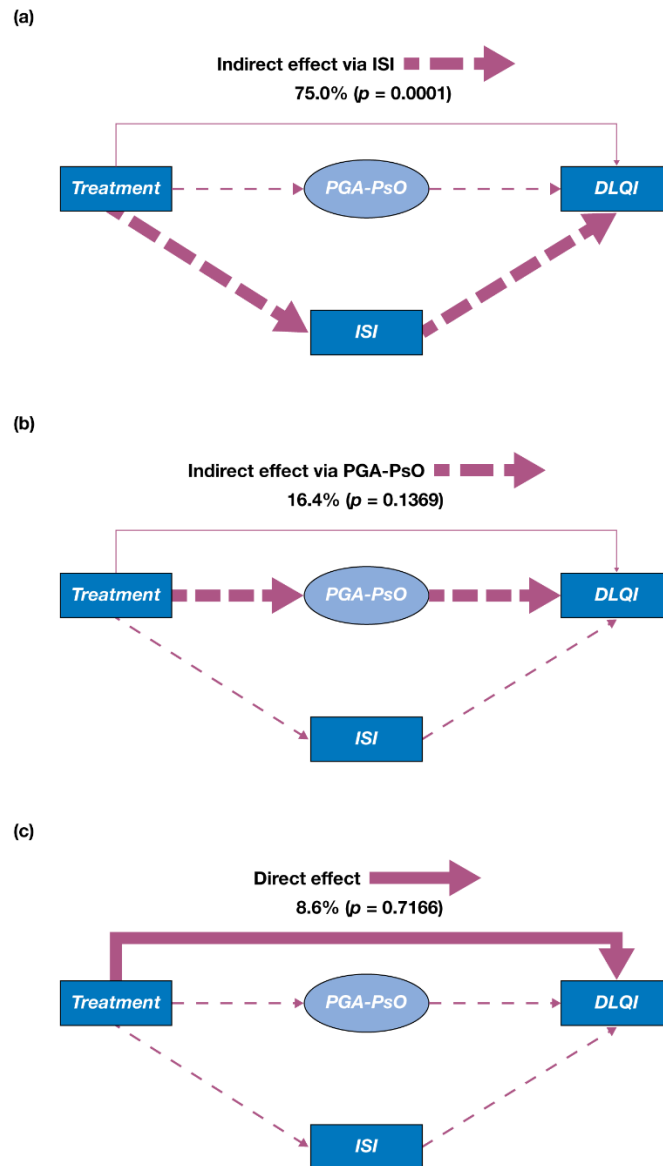 (a)
Indirect effect via ISI
75.0% (p = 0.0001)
Treatment
PGA-PsO
DLQI
ISI
(b)
Indirect effect via PGA-PsO
16.4% (p = 0.1369)
Treatment
PGA-PsO
DLQI
ISI
(c)
Direct effect
8.6% (p = 0.7166)
Treatment
PGA-PsO
DLQI
ISI